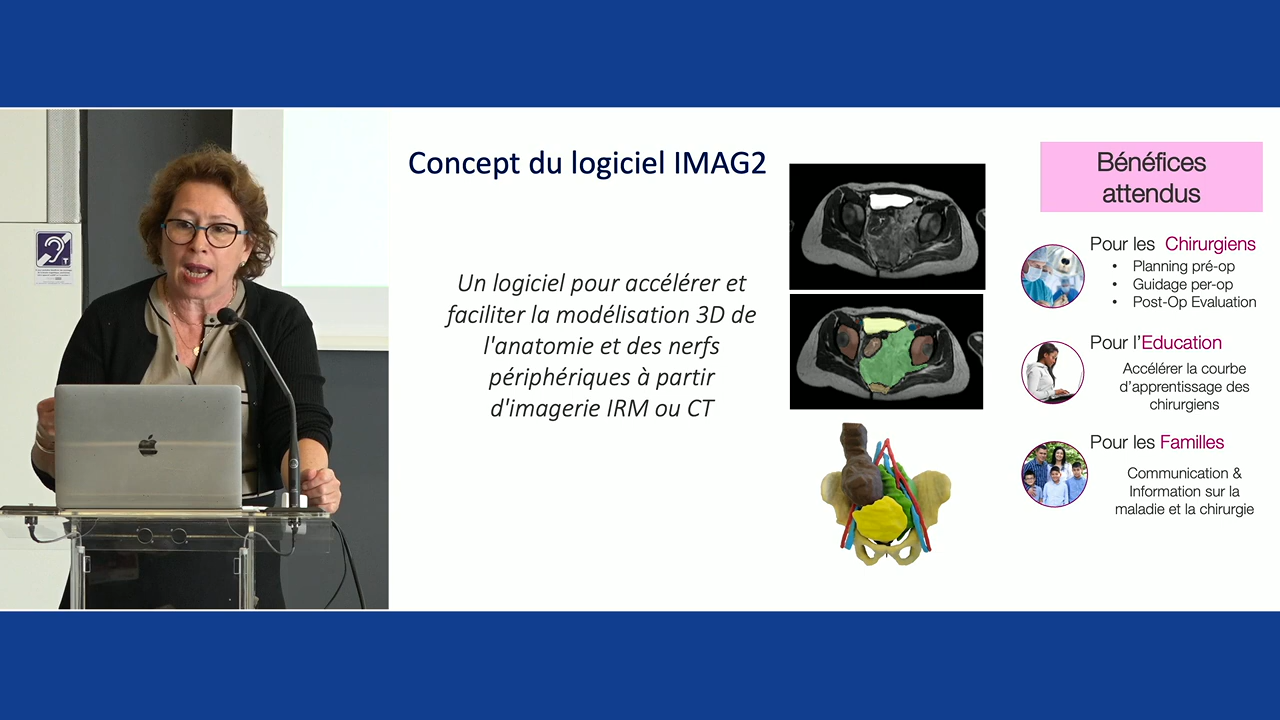 Concept du logiciel IMAG2
Un logiciel pour accélérer et
faciliter la modélisation 3D de
l'anatomie et des nerfs
périphériques à partir
d'imagerie IRM ou CT
Bénéfices
attendus
Pour les Chirurgiens
• Planning pré-op
• Guidage per-op
• Post-Op Evaluation
Pour l’Education
Accélérer la courbe
d’apprentissage des
chirurgiens
Pour les Familles
Communication &
Information sur la
maladie et la chirurgie